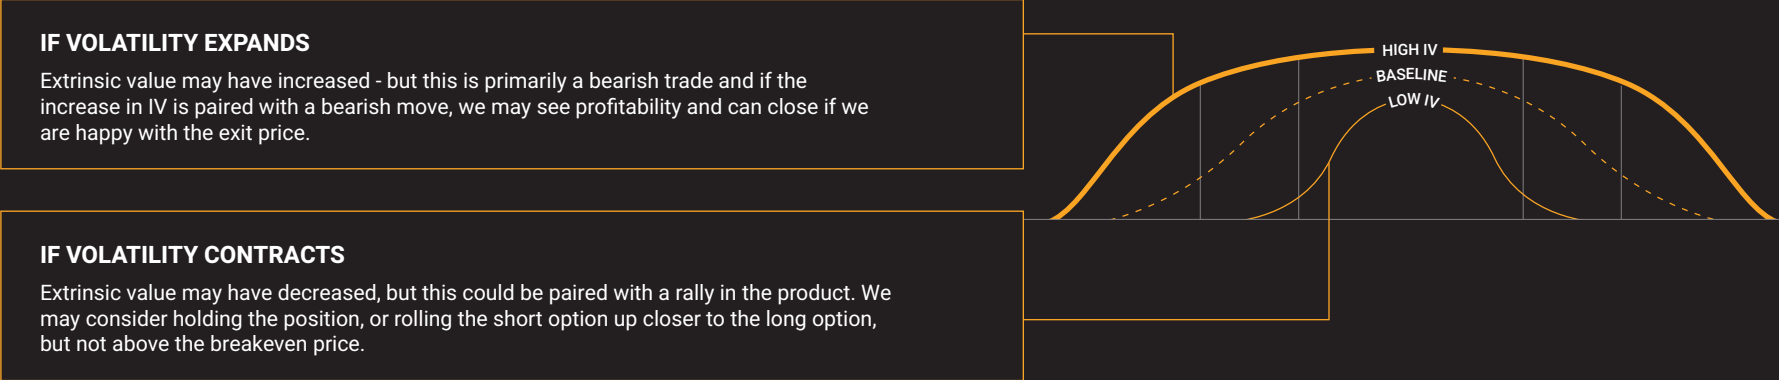 IF VOLATILITY EXPANDS
Extrinsic value may have increased - but this is primarily a bearish trade and if the
increase in IV is paired with a bearish move, we may see profitability and can close if we
are happy with the exit price.
HIGH IV
BASELINE
LOW IV
IF VOLATILITY CONTRACTS
Extrinsic value may have decreased, but this could be paired with a rally in the product. We
may consider holding the position, or rolling the short option up closer to the long option,
but not above the breakeven price.